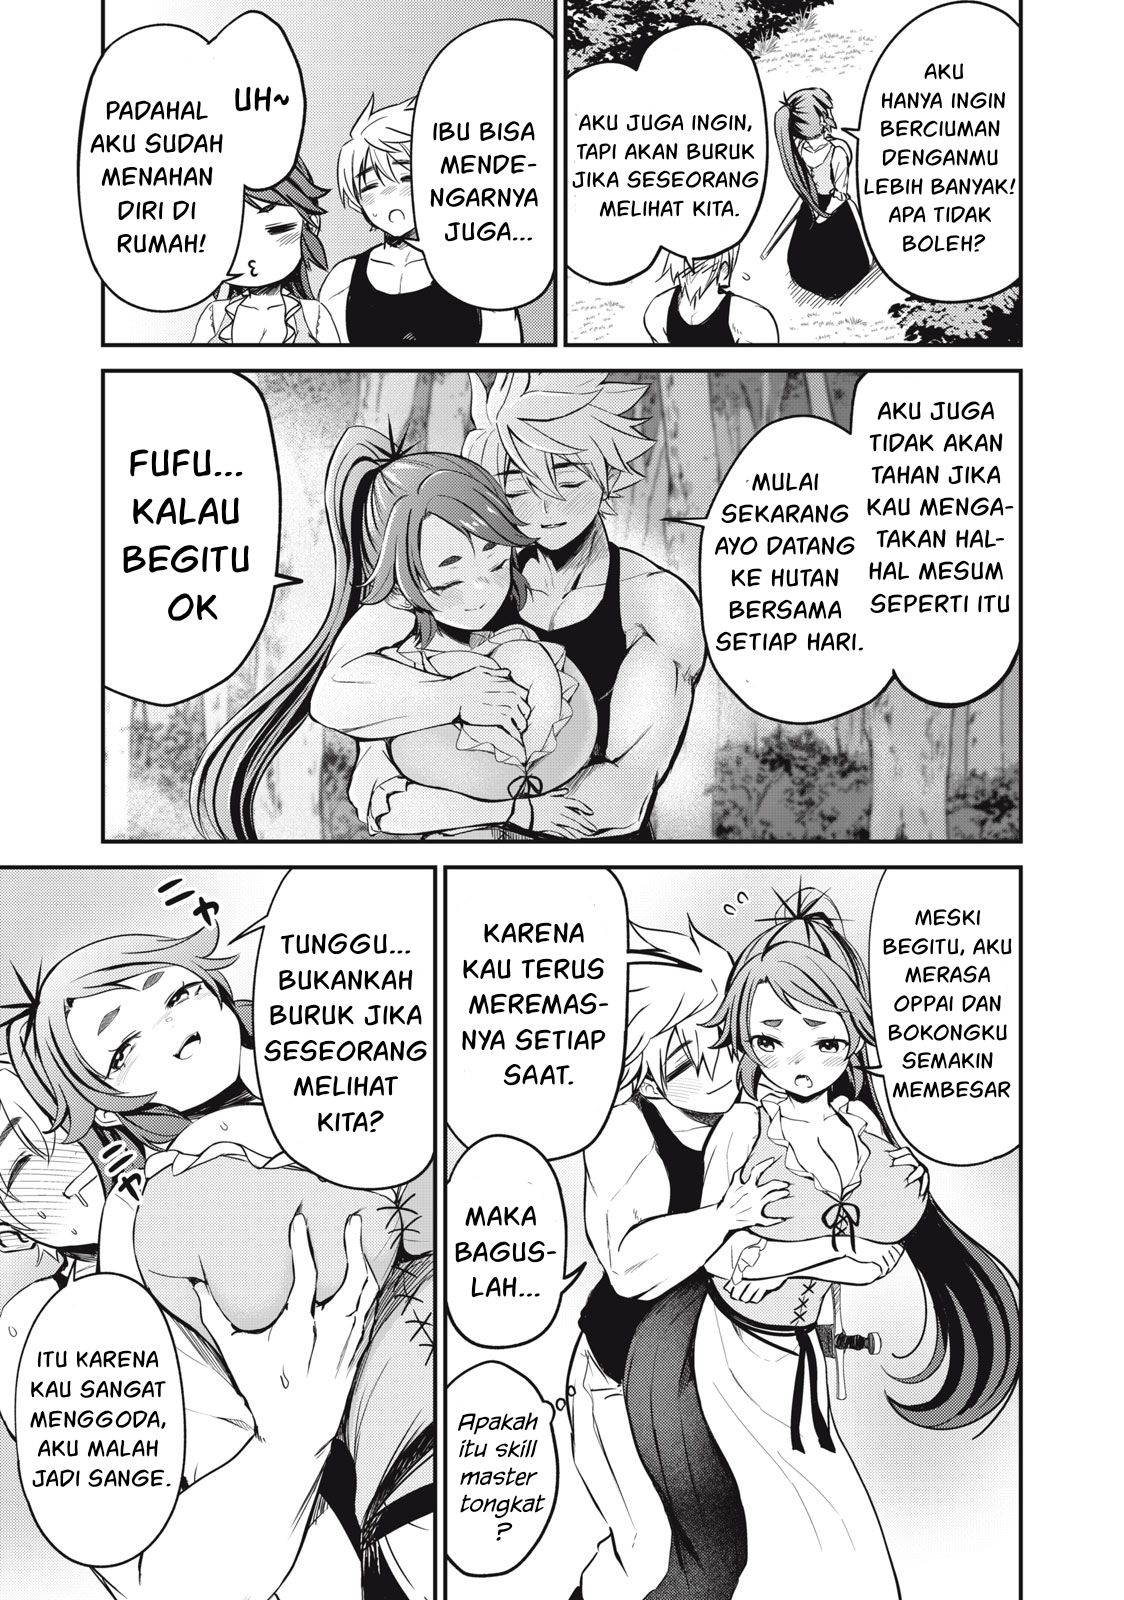 AKU
HANYA INGIN
BERCIUMAN
DENGANMU
LEBIH BANYAK!
APA TIDAK
BOLEH?
AKU JUGA INGIN,
TAPI AKAN BURUK
JIKA SESEORANG
MELIHAT KITA.
IBU BISA
MENDE-
NGARNYA
JUGA...
UH~
PADAHAL
AKU SUDAH
MENAHAN
DIRI DI
RUMAH!
AKU JUGA
TIDAK AKAN
TAHAN JIKA
KAU MENGA-
TAKAN HAL-
HAL MESUM
SEPERTI ITU
MULAI
SEKARANG
AYO DATANG
KE HUTAN
BERSAMA
SETIAP HARI.
FUFU...
KALAU
BEGITU
OK
MESKI
BEGITU, AKU
MERASA
OPPAI DAN
BOKONGKU
SEMAKIN
MEMBESAR
KARENA
KAU TERUS
MEREMAS-
NYA SETIAP
SAAT.
MAKA
BAGUS-
LAH...
Apakah
itu skill
master
tongkat
?
TUNGGU...
BUKANKAH
BURUK JIKA
SESEORANG
MELIHAT
KITA?
ニャ
ニャ
ITU KARENA
KAU SANGAT
MENGGODA,
AKU MALAH
JADI SANGE.